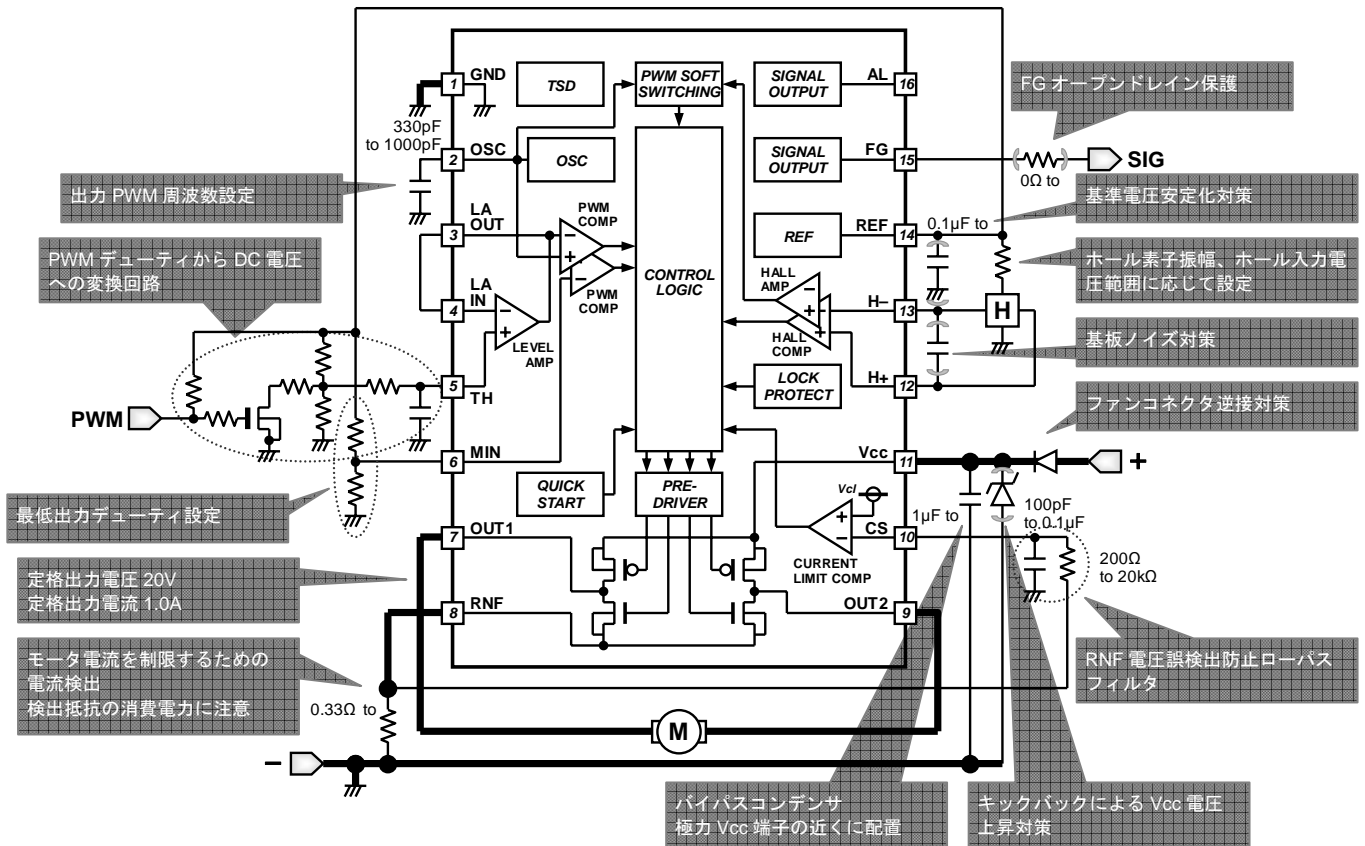 1
GND
TSD
PWM SOFT
SWITCHING
SIGNAL
OUTPUT
AL
16
FG オープンドレイン保護
330pF
to 1000pF
2
OSC
OSC
SIGNAL
OUTPUT
FG
15
SIG
0Ω to
出力 PWM 周波数設定
基準電圧安定化対策
LA
OUT
3
PWM
COMP
REF
REF
14
0.1µF to
PWM デューティから DC 電圧
への変換回路
ホール素子振幅、ホール入力電
圧範囲に応じて設定
CONTROL
LOGIC
LA
IN
4
PWM
COMP
HALL
AMP
H–
13
H
LEVEL
AMP
HALL
COMP
基板ノイズ対策
5
TH
LOCK
PROTECT
H+
12
PWM
ファンコネクタ逆接対策
6
MIN
Vcc
11
+
最低出力デューティ設定
QUICK
START
PRE-
DRIVER
Vcl
1µF to
100pF
to 0.1µF
7
OUT1
CS
10
CURRENT
LIMIT COMP
200Ω
to 20kΩ
定格出力電圧 20V
定格出力電流 1.0A
8
RNF
OUT2
9
モータ電流を制限するための
電流検出
検出抵抗の消費電力に注意
RNF 電圧誤検出防止ローパス
フィルタ
0.33Ω to
M
–
バイパスコンデンサ
極力 Vcc 端子の近くに配置
キックバックによる Vcc 電圧
上昇対策